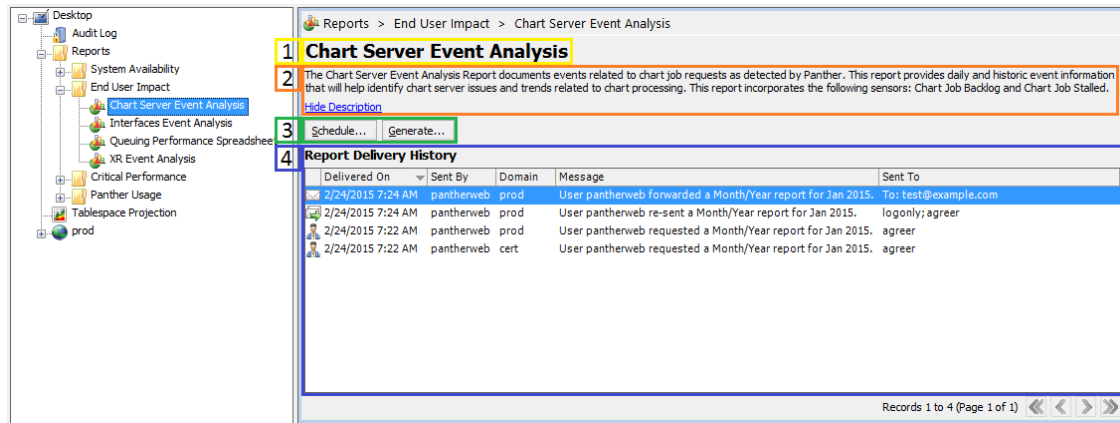 Desktop
Audit Log
Reports
System Availability
End User Impact
Chart Server Event Analysis
Interfaces Event Analysis
Queuing Performance Spreadshee
XR Event Analysis
Critical Performance
Panther Usage
Tablespace Projection
prod
Reports > End User Impact > Chart Server Event Analysis
1 Chart Server Event Analysis
2 The Chart Server Event Analysis Report documents events related to chart job requests as detected by Panther. This report provides daily and historic event information
that will help identify chart server issues and trends related to chart processing. This report incorporates the following sensors: Chart Job Backlog and Chart Job Stalled.
Hide Description
3 Schedule... Generate...
4 Report Delivery History
Delivered On Sent By Domain Message Sent To
2/24/2015 7:24 AM pantherweb prod User pantherweb forwarded a Month/Year report for Jan 2015. To: test@example.com
2/24/2015 7:24 AM pantherweb prod User pantherweb re-sent a Month/Year report for Jan 2015. logonly; agreer
2/24/2015 7:22 AM pantherweb prod User pantherweb requested a Month/Year report for Jan 2015. agreer
2/24/2015 7:22 AM pantherweb cert User pantherweb requested a Month/Year report for Jan 2015. agreer
Records 1 to 4 (Page 1 of 1)